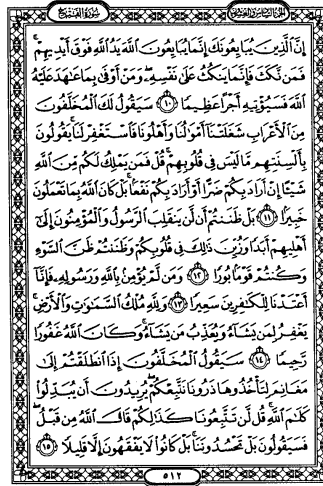 الجزء السادس والعشرون سورة الفتح
إِنَّ ٱلَّذِينَ يُبَايِعُونَكَ إِنَّمَا يُبَايِعُونَ ٱللَّهَ يَدُ ٱللَّهِ فَوْقَ أَيْدِيهِمْ ۚ
فَمَن نَّكَثَ فَإِنَّمَا يَنكُثُ عَلَىٰ نَفْسِهِۦ ۖ وَمَنْ أَوْفَىٰ بِمَا عَٰهَدَ عَلَيْهُ
ٱللَّهَ فَسَيُؤْتِيهِ أَجْرًا عَظِيمًا ١٠ سَيَقُولُ لَكَ ٱلْمُخَلَّفُونَ
مِنَ ٱلْأَعْرَابِ شَغَلَتْنَآ أَمْوَٰلُنَا وَأَهْلُونَا فَٱسْتَغْفِرْ لَنَا ۚ يَقُولُونَ
بِأَلْسِنَتِهِم مَّا لَيْسَ فِى قُلُوبِهِمْ ۚ قُلْ فَمَن يَمْلِكُ لَكُم مِّنَ ٱللَّهِ
شَيْـًٔا إِنْ أَرَادَ بِكُمْ ضَرًّا أَوْ أَرَادَ بِكُمْ نَفْعًۢا ۚ بَلْ كَانَ ٱللَّهُ بِمَا تَعْمَلُونَ
خَبِيرًۢا ١١ بَلْ ظَنَنتُمْ أَن لَّن يَنقَلِبَ ٱلرَّسُولُ وَٱلْمُؤْمِنُونَ إِلَىٰٓ
أَهْلِيهِمْ أَبَدًا وَزُيِّنَ ذَٰلِكَ فِى قُلُوبِكُمْ وَظَنَنتُمْ ظَنَّ ٱلسَّوْءِ
وَكُنتُمْ قَوْمًۢا بُورًا ١٢ وَمَن لَّمْ يُؤْمِنۢ بِٱللَّهِ وَرَسُولِهِۦ فَإِنَّآ
أَعْتَدْنَا لِلْكَٰفِرِينَ سَعِيرًا ١٣ وَلِلَّهِ مُلْكُ ٱلسَّمَٰوَٰتِ وَٱلْأَرْضِ ۚ
يَغْفِرُ لِمَن يَشَآءُ وَيُعَذِّبُ مَن يَشَآءُ ۚ وَكَانَ ٱللَّهُ غَفُورًا
رَّحِيمًا ١٤ سَيَقُولُ ٱلْمُخَلَّفُونَ إِذَا ٱنطَلَقْتُمْ إِلَىٰ
مَغَانِمَ لِتَأْخُذُوهَا ذَرُونَا نَتَّبِعْكُمْ ۖ يُرِيدُونَ أَن يُبَدِّلُوا۟
كَلَٰمَ ٱللَّهِ ۚ قُل لَّن تَتَّبِعُونَا كَذَٰلِكُمْ قَالَ ٱللَّهُ مِن قَبْلُ ۖ
فَسَيَقُولُونَ بَلْ تَحْسُدُونَنَا ۚ بَلْ كَانُوا۟ لَا يَفْقَهُونَ إِلَّا قَلِيلًا ١٥
٥١٢